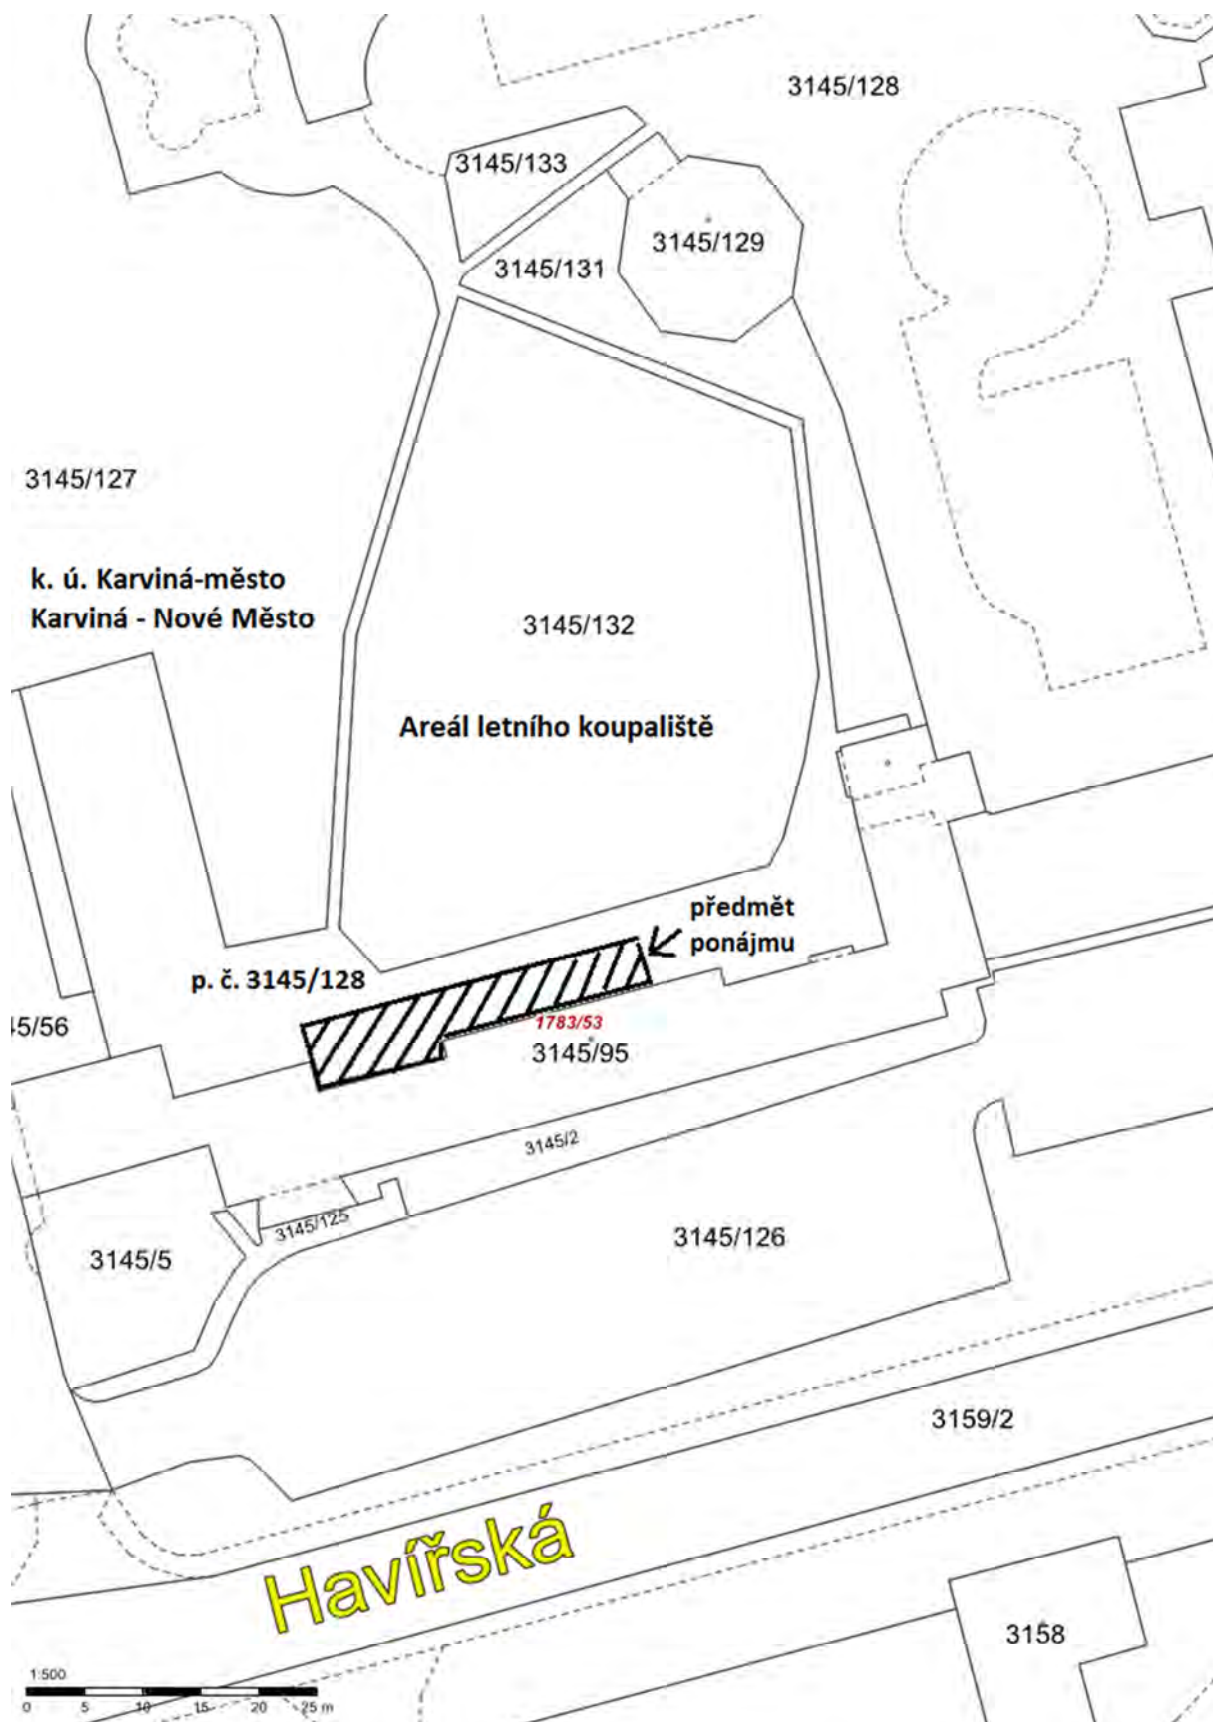 3145/128
3145/133
3145/129
3145/131
3145/127
k. ú. Karviná-město
Karviná - Nové Město
3145/132
Areál letního koupaliště
předmět
ponájmu
p. č. 3145/128
1783/53
45/56
3145/95
3145/2
3145/125
3145/5
3145/126
3159/2
Havířská
3158
1:500
0 5 10 15 20 25 m